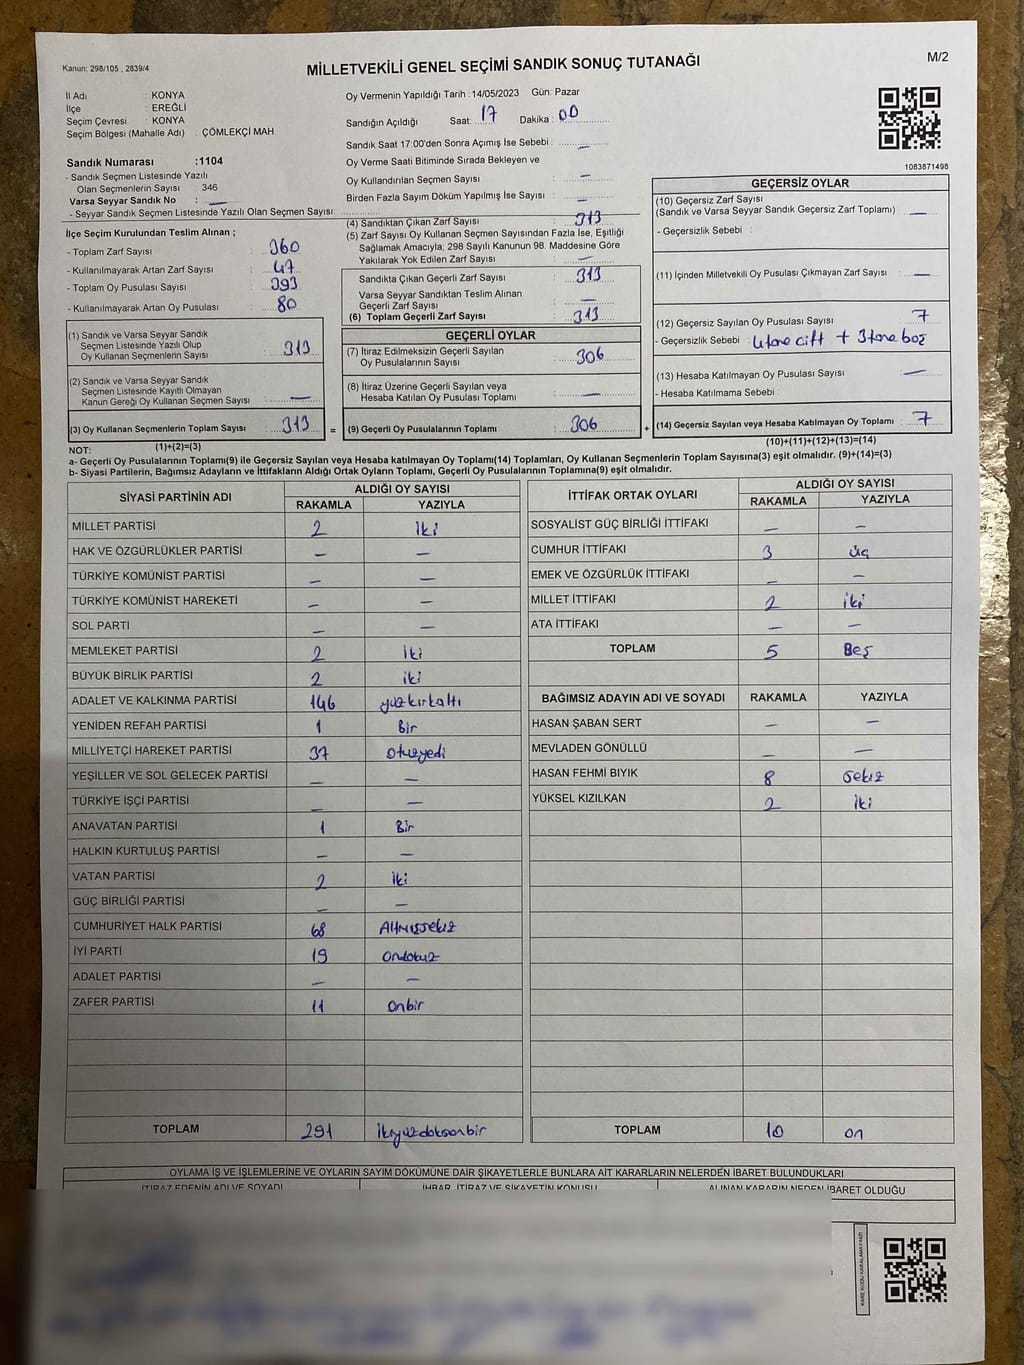 Kanun: 298/105 , 2839/4
MİLLETVEKİLİ GENEL SEÇİMİ SANDIK SONUÇ TUTANAĞI
M/2
İl Adı : KONYA
İlçe : EREĞLİ
Seçim Çevresi : KONYA
Seçim Bölgesi (Mahalle Adı) : ÇÖMLEKÇİ MAH.
Sandık Numarası :1104
- Sandık Seçmen Listesinde Yazılı
Olan Seçmenlerin Sayısı : 346
Varsa Seyyar Sandık No : —
- Seyyar Sandık Seçmen Listesinde Yazılı Olan Seçmen Sayısı:
Oy Vermenin Yapıldığı Tarih :14/05/2023 Gün: Pazar
Sandığın Açıldığı Saat: 17 Dakika : 00
Sandık Saat 17:00'den Sonra Açımış İse Sebebi : —
Oy Verme Saati Bitiminde Sırada Bekleyen ve
Oy Kullandırılan Seçmen Sayısı : —
Birden Fazla Sayım Döküm Yapılmış İse Sayısı : —
1083871498
İlçe Seçim Kurulundan Teslim Alınan ;
- Toplam Zarf Sayısı : 360
- Kullanılmayarak Artan Zarf Sayısı : 47
- Toplam Oy Pusulası Sayısı : 393
- Kullanılmayarak Artan Oy Pusulası : 80
(1) Sandık ve Varsa Seyyar Sandık
Seçmen Listesinde Yazılı Olup
Oy Kullanan Seçmenlerin Sayısı : 313
(2) Sandık ve Varsa Seyyar Sandık
Seçmen Listesinde Kayıtlı Olmayan
Kanun Gereği Oy Kullanan Seçmen Sayısı : —
(3) Oy Kullanan Seçmenlerin Toplam Sayısı : 313 =
(4) Sandıktan Çıkan Zarf Sayısı : 313
(5) Zarf Sayısı Oy Kullanan Seçmen Sayısından Fazla İse, Eşitliği
Sağlamak Amacıyla; 298 Sayılı Kanunun 98. Maddesine Göre
Yakılarak Yok Edilen Zarf Sayısı : —
Sandıkta Çıkan Geçerli Zarf Sayısı : 313
Varsa Seyyar Sandıktan Teslim Alınan
Geçerli Zarf Sayısı : —
(6) Toplam Geçerli Zarf Sayısı : 313
GEÇERLİ OYLAR
(7) İtiraz Edilmeksizin Geçerli Sayılan
Oy Pusulalarının Sayısı : 306
(8) İtiraz Üzerine Geçerli Sayılan veya
Hesaba Katılan Oy Pusulası Toplamı : —
(9) Geçerli Oy Pusulalarının Toplamı : 306 +
GEÇERSİZ OYLAR
(10) Geçersiz Zarf Sayısı
(Sandık ve Varsa Seyyar Sandık Geçersiz Zarf Toplamı) : —
- Geçersizlik Sebebi :
(11) İçinden Milletvekili Oy Pusulası Çıkmayan Zarf Sayısı : —
(12) Geçersiz Sayılan Oy Pusulası Sayısı : 7
- Geçersizlik Sebebi : 4 tane çift + 3 tane boş
(13) Hesaba Katılmayan Oy Pusulası Sayısı : —
- Hesaba Katılmama Sebebi :
(14) Geçersiz Sayılan veya Hesaba Katılmayan Oy Toplamı : 7
NOT: (1)+(2)=(3) (10)+(11)+(12)+(13)=(14)
a- Geçerli Oy Pusulalarının Toplamı(9) ile Geçersiz Sayılan veya Hesaba katılmayan Oy Toplamı(14) Toplamları, Oy Kullanan Seçmenlerin Toplam Sayısına(3) eşit olmalıdır. (9)+(14)=(3)
b- Siyasi Partilerin, Bağımsız Adayların ve İttifakların Aldığı Ortak Oyların Toplamı, Geçerli Oy Pusulalarının Toplamına(9) eşit olmalıdır.
SİYASİ PARTİNİN ADI ALDIĞI OY SAYISI
RAKAMLA YAZIYLA
MİLLET PARTİSİ 2 iki
HAK VE ÖZGÜRLÜKLER PARTİSİ — —
TÜRKİYE KOMÜNİST PARTİSİ — —
TÜRKİYE KOMÜNİST HAREKETİ — —
SOL PARTİ — —
MEMLEKET PARTİSİ 2 iki
BÜYÜK BİRLİK PARTİSİ 2 iki
ADALET VE KALKINMA PARTİSİ 146 yüzkırkaltı
YENİDEN REFAH PARTİSİ 1 Bir
MİLLİYETÇİ HAREKET PARTİSİ 37 otuzyedi
YEŞİLLER VE SOL GELECEK PARTİSİ — —
TÜRKİYE İŞÇİ PARTİSİ — —
ANAVATAN PARTİSİ 1 Bir
HALKIN KURTULUŞ PARTİSİ — —
VATAN PARTİSİ 2 iki
GÜÇ BİRLİĞİ PARTİSİ — —
CUMHURİYET HALK PARTİSİ 68 Altmışsekiz
İYİ PARTİ 19 ondokuz
ADALET PARTİSİ — —
ZAFER PARTİSİ 11 onbir
TOPLAM 291 ikiyüzdoksanbir
İTTİFAK ORTAK OYLARI ALDIĞI OY SAYISI
RAKAMLA YAZIYLA
SOSYALİST GÜÇ BİRLİĞİ İTTİFAKI — —
CUMHUR İTTİFAKI 3 üç
EMEK VE ÖZGÜRLÜK İTTİFAKI — —
MİLLET İTTİFAKI 2 iki
ATA İTTİFAKI — —
TOPLAM 5 Beş
BAĞIMSIZ ADAYIN ADI VE SOYADI RAKAMLA YAZIYLA
HASAN ŞABAN SERT — —
MEVLADEN GÖNÜLLÜ — —
HASAN FEHMİ BIYIK 8 sekiz
YÜKSEL KIZILKAN 2 iki
TOPLAM 10 on
OYLAMA İŞ VE İŞLEMLERİNE VE OYLARIN SAYIM DÖKÜMÜNE DAİR ŞİKAYETLERLE BUNLARA AİT KARARLARIN NELERDEN İBARET BULUNDUKLARI
İTİRAZ EDENİN ADI VE SOYADI İHBAR, İTİRAZ VE ŞİKAYETİN KONUSU ALINAN KARARIN NEDEN İBARET OLDUĞU
KARE KODU KARALAMAYINIZ!